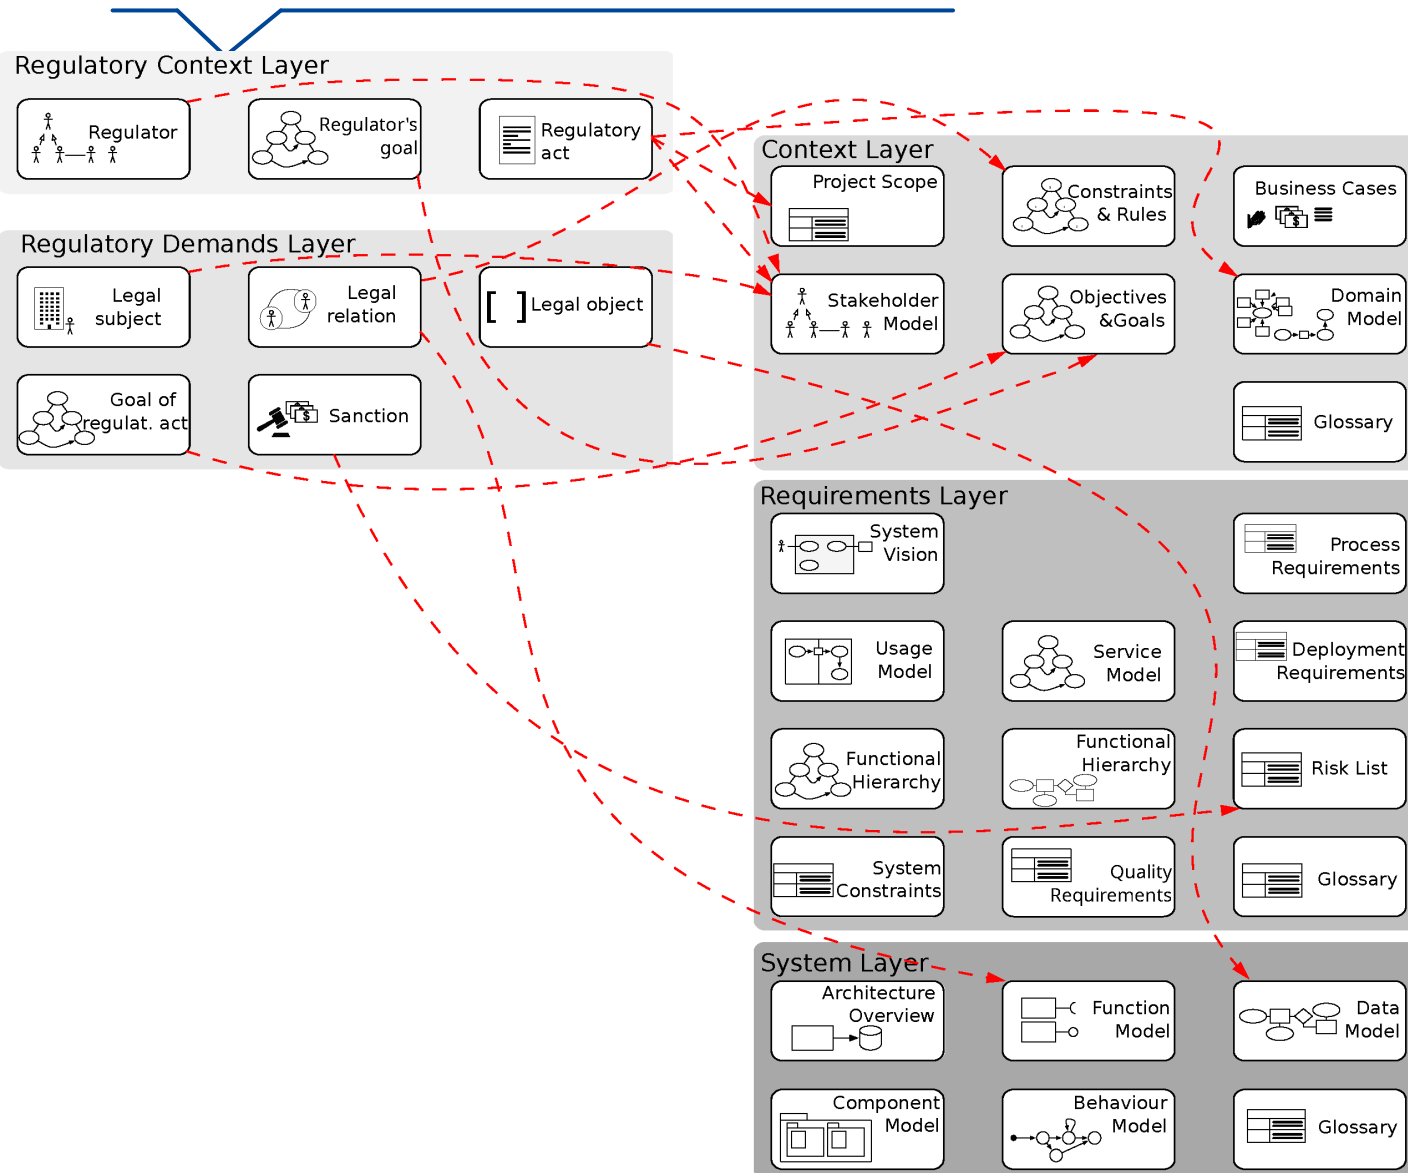 Regulatory Context Layer
Regulator
Regulator's
goal
Regulatory
act
Regulatory Demands Layer
Legal
subject
Legal
relation
[ ] Legal object
Goal of
regulat. act
$
Sanction
Context Layer
Project Scope
Constraints
& Rules
Business Cases
$
Stakeholder
Model
Objectives
&Goals
Domain
Model
Glossary
Requirements Layer
System
Vision
Process
Requirements
Usage
Model
Service
Model
Deployment
Requirements
Functional
Hierarchy
Functional
Hierarchy
Risk List
System
Constraints
Quality
Requirements
Glossary
System Layer
Architecture
Overview
Function
Model
Data
Model
Component
Model
Behaviour
Model
Glossary